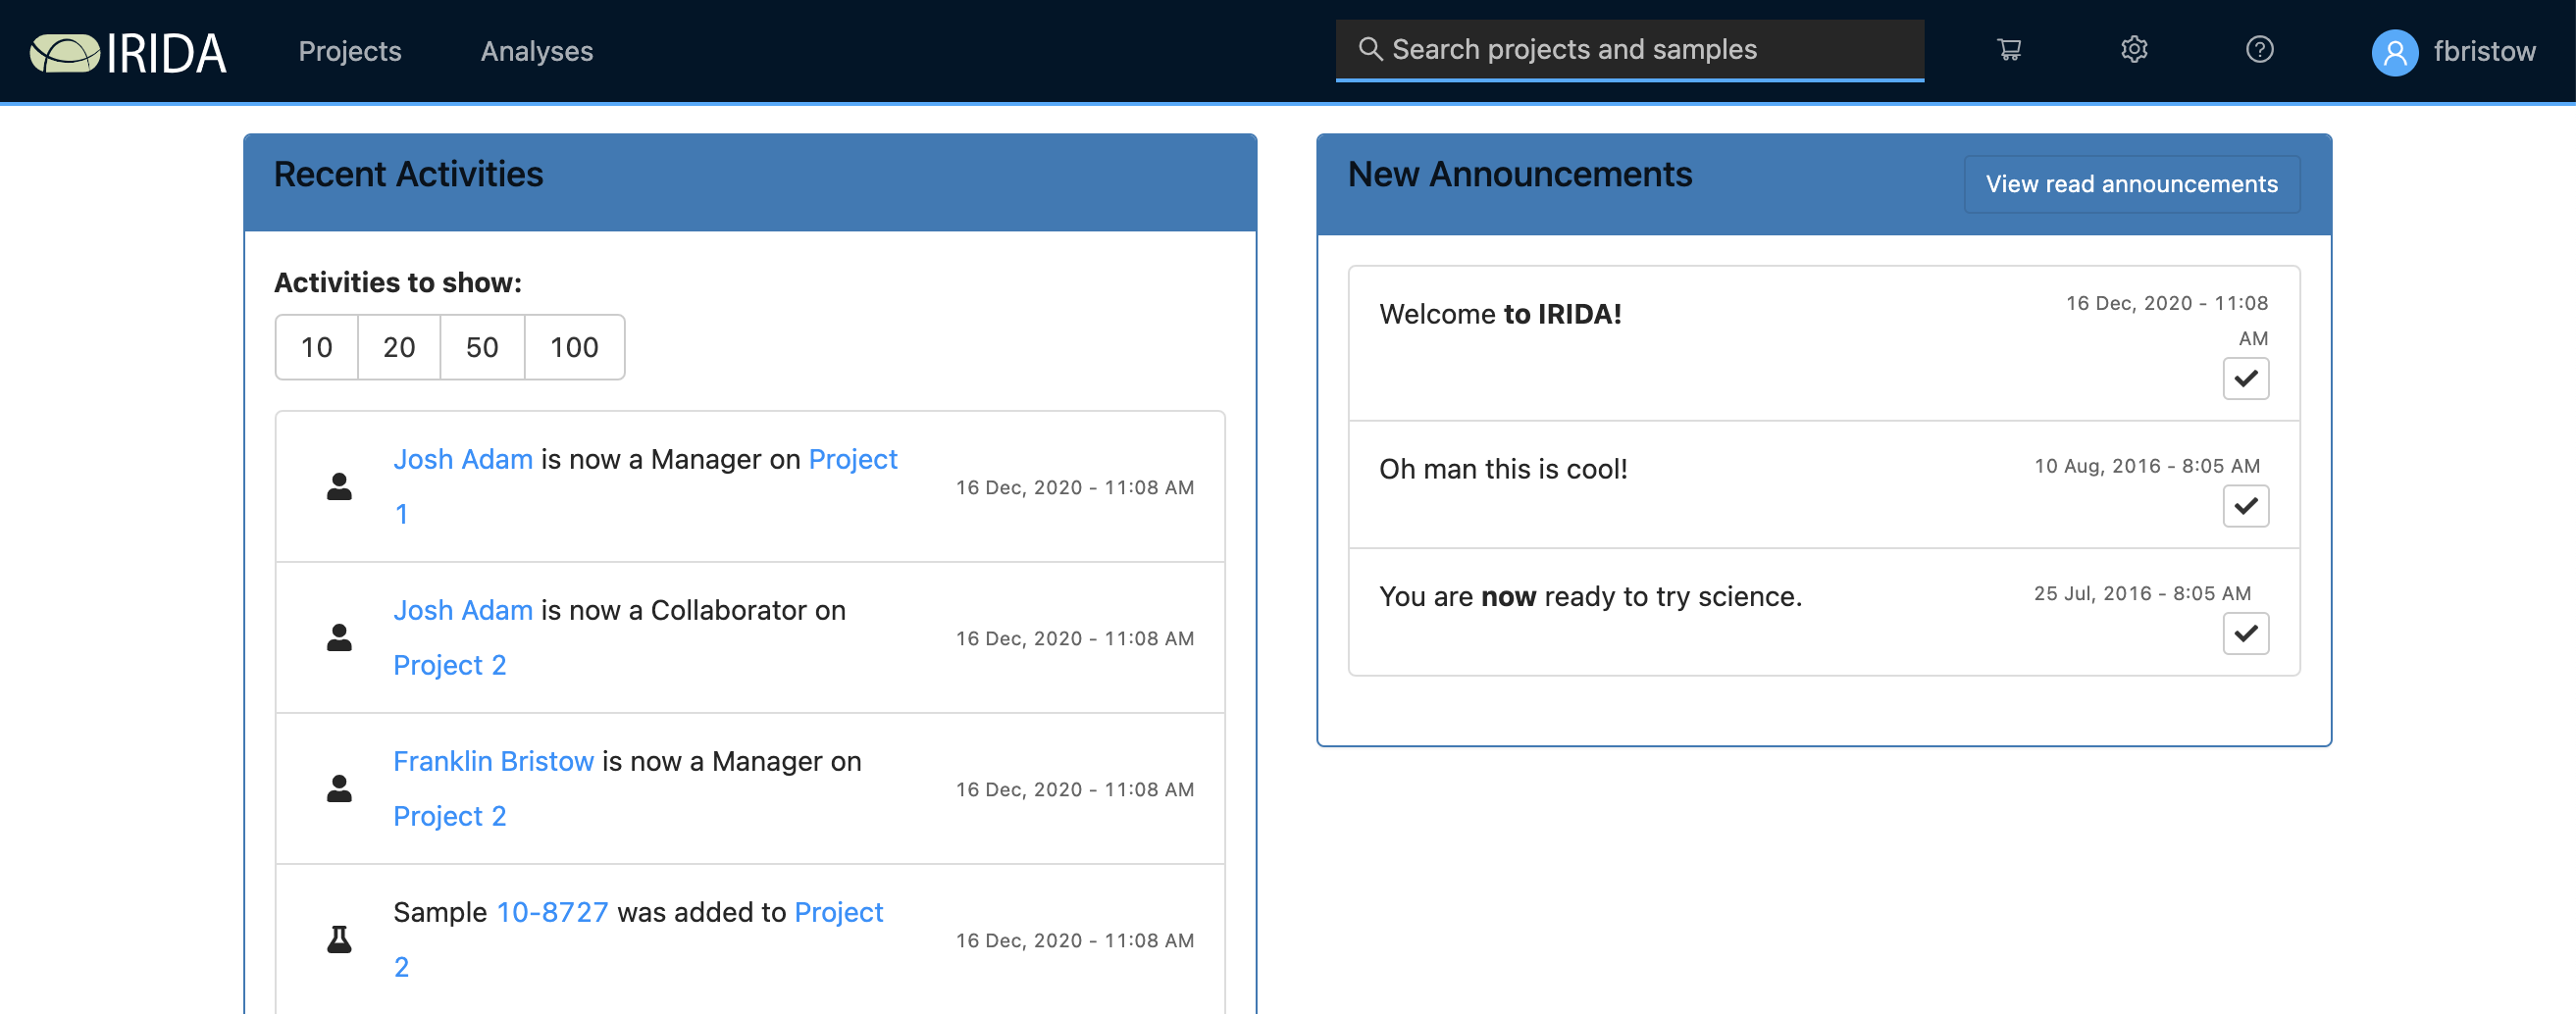 IRIDA
Projects
Analyses
Search projects and samples
fbristow
Recent Activities
Activities to show:
10 20 50 100
Josh Adam is now a Manager on Project
1
16 Dec, 2020 - 11:08 AM
Josh Adam is now a Collaborator on
Project 2
16 Dec, 2020 - 11:08 AM
Franklin Bristow is now a Manager on
Project 2
16 Dec, 2020 - 11:08 AM
Sample 10-8727 was added to Project
2
16 Dec, 2020 - 11:08 AM
New Announcements
View read announcements
Welcome to IRIDA!
16 Dec, 2020 - 11:08
AM
Oh man this is cool!
10 Aug, 2016 - 8:05 AM
You are now ready to try science.
25 Jul, 2016 - 8:05 AM